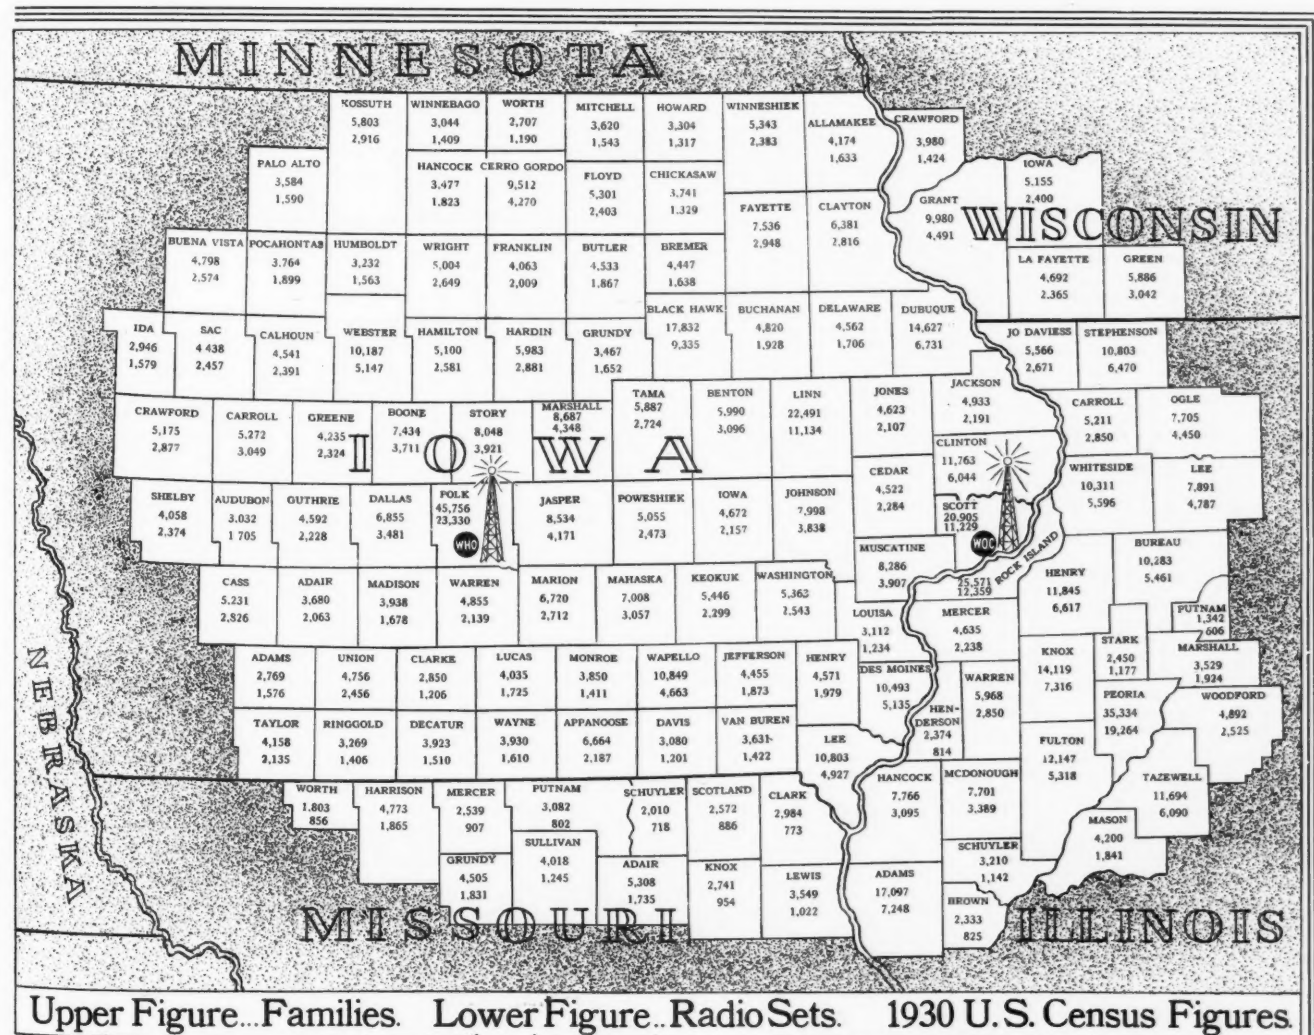 MINNESOTA
KOSSUTH
5,803
2,916
WINNEBAGO
3,044
1,409
WORTH
2,707
1,190
MITCHELL
3,620
1,543
HOWARD
3,304
1,317
WINNESHIEK
5,343
2,383
ALLAMAKEE
4,174
1,633
CRAWFORD
3,980
1,424
PALO ALTO
3,584
1,590
HANCOCK
3,477
1,823
CERRO GORDO
9,512
4,270
FLOYD
5,301
2,403
CHICKASAW
3,741
1,329
FAYETTE
7,536
2,948
CLAYTON
6,381
2,816
GRANT
9,980
4,491
IOWA
5,155
2,400
WISCONSIN
BUENA VISTA
4,798
2,574
POCAHONTAS
3,764
1,899
HUMBOLDT
3,232
1,563
WRIGHT
5,004
2,649
FRANKLIN
4,063
2,009
BUTLER
4,533
1,867
BREMER
4,447
1,638
LA FAYETTE
4,692
2,365
GREEN
5,886
3,042
IDA
2,946
1,579
SAC
4 438
2,457
CALHOUN
4,541
2,391
WEBSTER
10,187
5,147
HAMILTON
5,100
2,581
HARDIN
5,983
2,881
GRUNDY
3,467
1,652
BLACK HAWK
17,832
9,335
BUCHANAN
4,820
1,928
DELAWARE
4,562
1,706
DUBUQUE
14,627
6,731
JO DAVIESS
5,566
2,671
STEPHENSON
10,803
6,470
CRAWFORD
5,175
2,877
CARROLL
5,272
3,049
GREENE
4,235
2,324
BOONE
7,434
3,711
STORY
8,048
3,921
MARSHALL
8,687
4,348
TAMA
5,887
2,724
BENTON
5,990
3,096
LINN
22,491
11,134
JONES
4,623
2,107
JACKSON
4,933
2,191
CARROLL
5,211
2,850
OGLE
7,705
4,450
IOWA
CLINTON
11,763
6,044
WHITESIDE
10,311
5,596
LEE
7,891
4,787
SHELBY
4,058
2,374
AUDUBON
3,032
1 705
GUTHRIE
4,592
2,228
DALLAS
6,855
3,481
POLK
45,756
23,330
WHO
JASPER
8,534
4,171
POWESHIEK
5,055
2,473
IOWA
4,672
2,157
JOHNSON
7,998
3,838
CEDAR
4,522
2,284
SCOTT
20,905
11,229
WOC
MUSCATINE
8,286
3,907
ROCK ISLAND
25,571
12,359
HENRY
11,845
6,617
BUREAU
10,283
5,461
PUTNAM
1,342
606
CASS
5,231
2,826
ADAIR
3,680
2,063
MADISON
3,938
1,678
WARREN
4,855
2,139
MARION
6,720
2,712
MAHASKA
7,008
3,057
KEOKUK
5,446
2,299
WASHINGTON
5,363
2,543
LOUISA
3,112
1,234
MERCER
4,635
2,238
KNOX
14,119
7,316
STARK
2,450
1,177
MARSHALL
3,529
1,924
NEBRASKA
ADAMS
2,769
1,576
UNION
4,756
2,456
CLARKE
2,850
1,206
LUCAS
4,035
1,725
MONROE
3,850
1,411
WAPELLO
10,849
4,663
JEFFERSON
4,455
1,873
HENRY
4,571
1,979
DES MOINES
10,493
5,135
HEN-
DERSON
2,374
814
WARREN
5,968
2,850
PEORIA
35,334
19,264
WOODFORD
4,892
2,525
TAYLOR
4,158
2,135
RINGGOLD
3,269
1,406
DECATUR
3,923
1,510
WAYNE
3,930
1,610
APPANOOSE
6,664
2,187
DAVIS
3,080
1,201
VAN BUREN
3,631
1,422
LEE
10,803
4,927
FULTON
12,147
5,318
TAZEWELL
11,694
6,090
WORTH
1,803
856
HARRISON
4,773
1,865
MERCER
2,539
907
PUTNAM
3,082
802
SCHUYLER
2,010
718
SCOTLAND
2,572
886
CLARK
2,984
773
HANCOCK
7,766
3,095
MCDONOUGH
7,701
3,389
MASON
4,200
1,841
GRUNDY
4,505
1,831
SULLIVAN
4,018
1,245
ADAIR
5,308
1,735
KNOX
2,741
954
LEWIS
3,549
1,022
ADAMS
17,097
7,248
SCHUYLER
3,210
1,142
BROWN
2,333
825
MISSOURI
ILLINOIS
Upper Figure...Families. Lower Figure..Radio Sets. 1930 U.S. Census Figures.